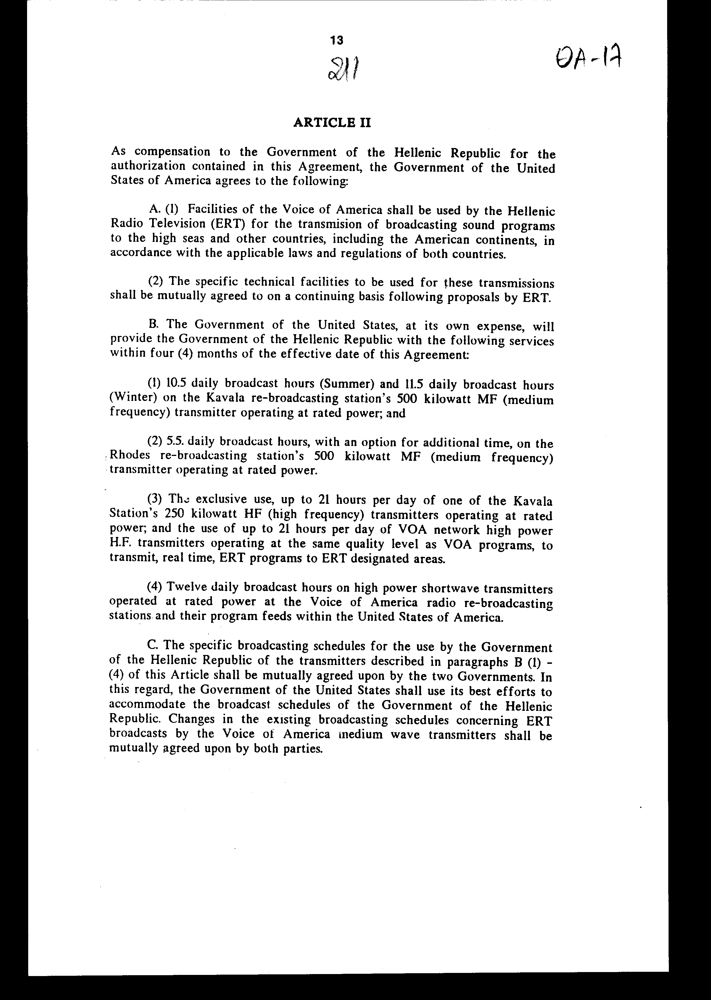 13
211
ARTICLE II
As compensation to the Government of the Hellenic Republic for the
authorization contained in this Agreement, the Government of the United
States of America agrees to the following:
A. (1) Facilities of the Voice of America shall be used by the Hellenic
Radio Television (ERT) for the transmision of broadcasting sound programs
to the high seas and other countries, including the American continents, in
accordance with the applicable laws and regulations of both countries.
(2) The specific technical facilities to be used for these transmissions
shall be mutually agreed to on a continuing basis following proposals by ERT.
B. The Government of the United States, at its own expense, will
provide the Government of the Hellenic Republic with the following services
within four (4) months of the effective date of this Agreement:
(1) 10.5 daily broadcast hours (Summer) and 11.5 daily broadcast hours
(Winter) on the Kavala re-broadcasting station's 500 kilowatt MF (medium
frequency) transmitter operating at rated power; and
(2) 5.5. daily broadcast hours, with an option for additional time, on the
Rhodes re-broadcasting station's 500 kilowatt MF (medium frequency)
transmitter operating at rated power.
(3) The exclusive use, up to 21 hours per day of one of the Kavala
Station's 250 kilowatt HF (high frequency) transmitters operating at rated
power; and the use of up to 21 hours per day of VOA network high power
H.F. transmitters operating at the same quality level as VOA programs, to
transmit, real time, ERT programs to ERT designated areas.
(4) Twelve daily broadcast hours on high power shortwave transmitters
operated at rated power at the Voice of America radio re-broadcasting
stations and their program feeds within the United States of America.
C. The specific broadcasting schedules for the use by the Government
of the Hellenic Republic of the transmitters described in paragraphs B (1) -
(4) of this Article shall be mutually agreed upon by the two Governments. In
this regard, the Government of the United States shall use its best efforts to
accommodate the broadcast schedules of the Government of the Hellenic
Republic. Changes in the existing broadcasting schedules concerning ERT
broadcasts by the Voice of America medium wave transmitters shall be
mutually agreed upon by both parties.